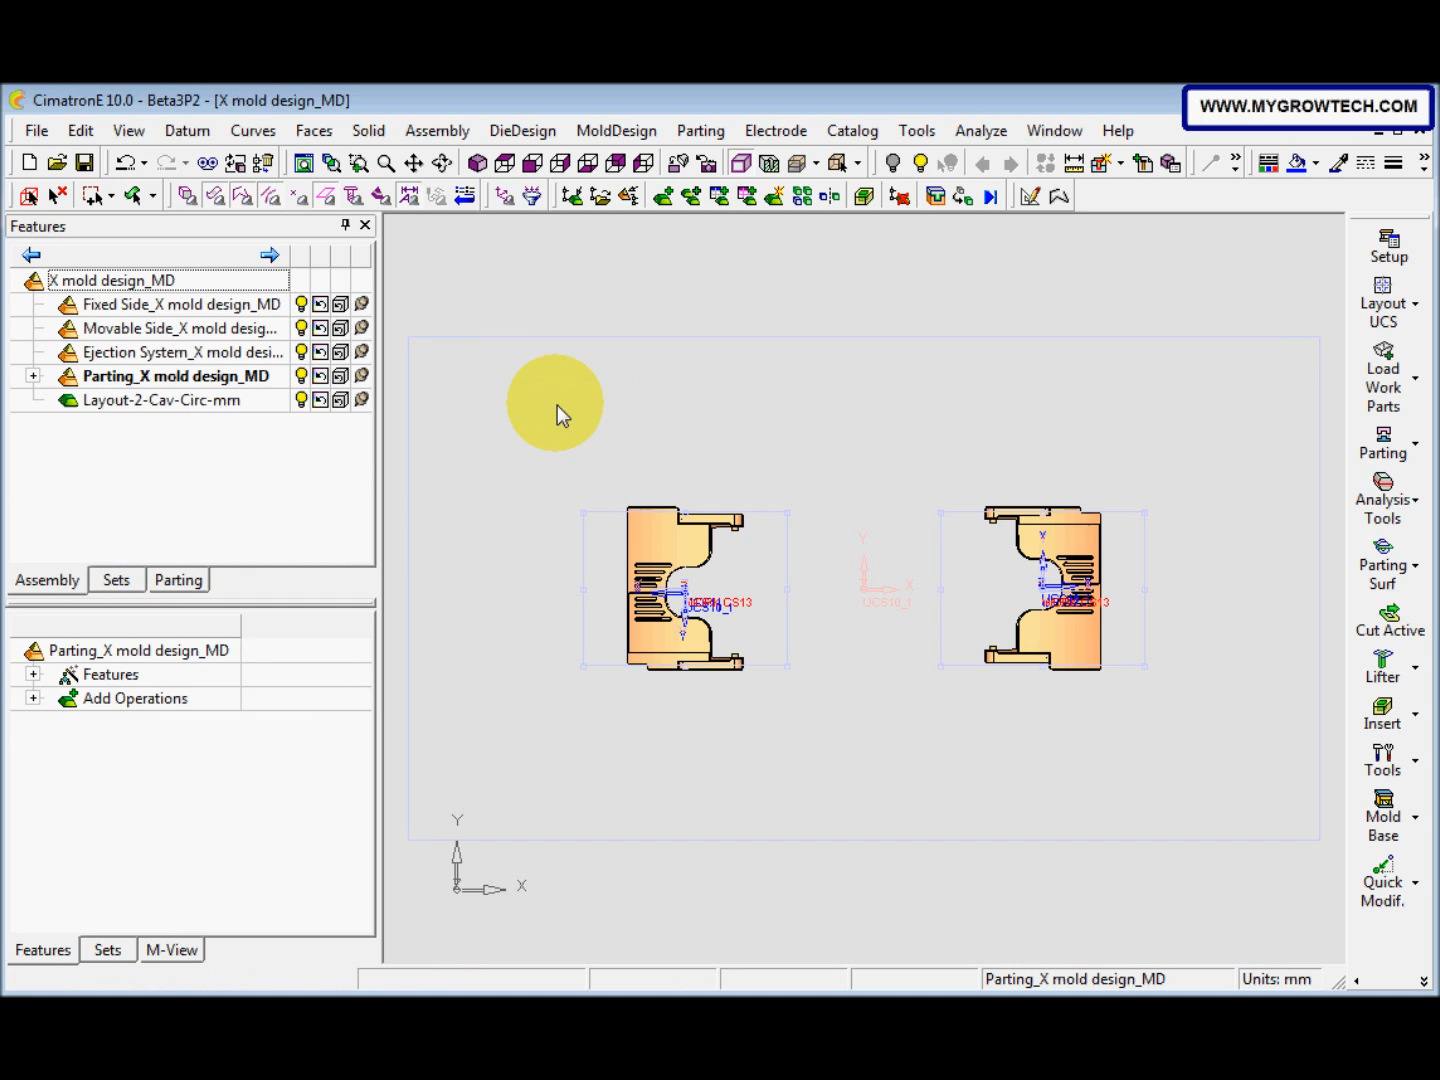 CimatronE 10.0 - Beta3P2 - [X mold design_MD]
WWW.MYGROWTECH.COM
File Edit View Datum Curves Faces Solid Assembly DieDesign MoldDesign Parting Electrode Catalog Tools Analyze Window Help
Features
X mold design_MD
Fixed Side_X mold design_MD
Movable Side_X mold desig...
Ejection System_X mold desi...
Parting_X mold design_MD
Layout-2-Cav-Circ-mm
Assembly Sets Parting
Parting_X mold design_MD
Features
Add Operations
Features Sets M-View
Y
X
UCS10_1
X
UCS10_1
Y
X
Setup
Layout
UCS
Load
Work
Parts
Parting
Analysis
Tools
Parting
Surf
Cut Active
Lifter
Insert
Tools
Mold
Base
Quick
Modif.
Parting_X mold design_MD
Units: mm